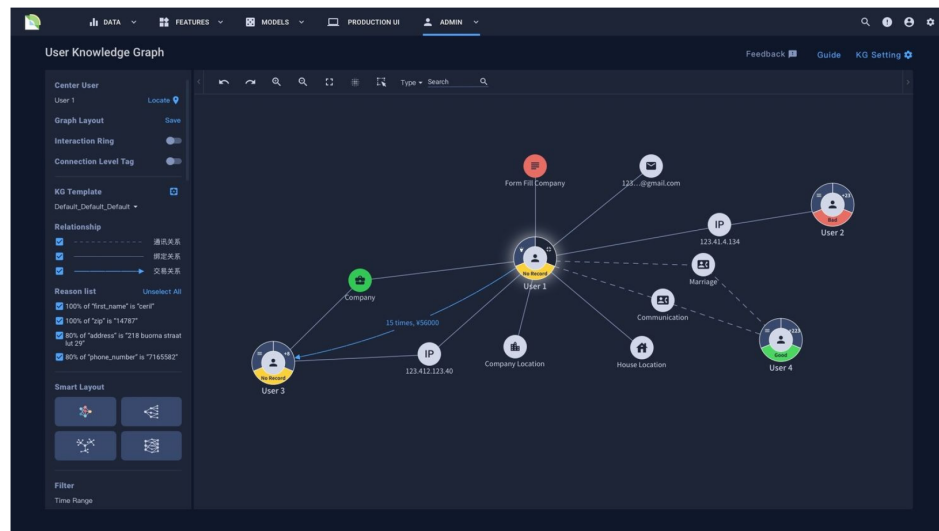 DATA
FEATURES
MODELS
PRODUCTION UI
ADMIN
User Knowledge Graph
Feedback
Guide
KG Setting
Center User
User 1
Locate
Graph Layout
Save
Interaction Ring
Connection Level Tag
KG Template
Default_Default_Default
Relationship
通讯关系
绑定关系
交易关系
Reason list
Unselect All
100% of "first_name" is "ceril"
100% of "zip" is "14787"
80% of "address" is "218 buoma straat
lut 29"
80% of "phone_number" is "7165582"
Smart Layout
Filter
Time Range
Type
Search
Form Fill Company
123...@gmail.com
+23
Bad
User 2
IP
123.41.4.134
No Record
User 1
Marriage
Company
Communication
15 times, ¥56000
+223
Good
User 4
IP
123.412.123.40
Company Location
House Location
+8
No Record
User 3